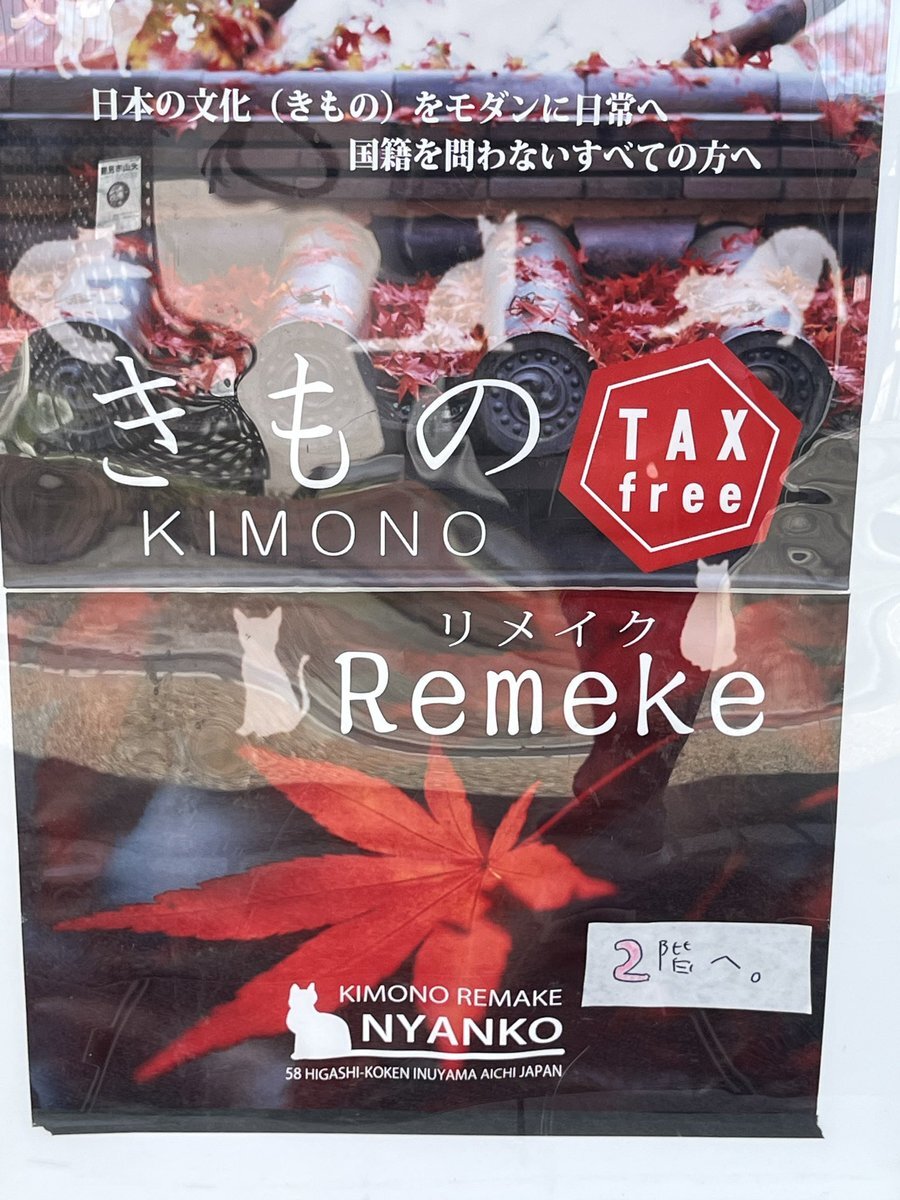 日本の文化（きもの）をモダンに日常へ
国籍を問わないすべての方へ
きもの
KIMONO
TAX
free
リメイク
Remeke
2階へ。
KIMONO REMAKE
NYANKO
58 HIGASHI-KOKEN INUYAMA AICHI JAPAN